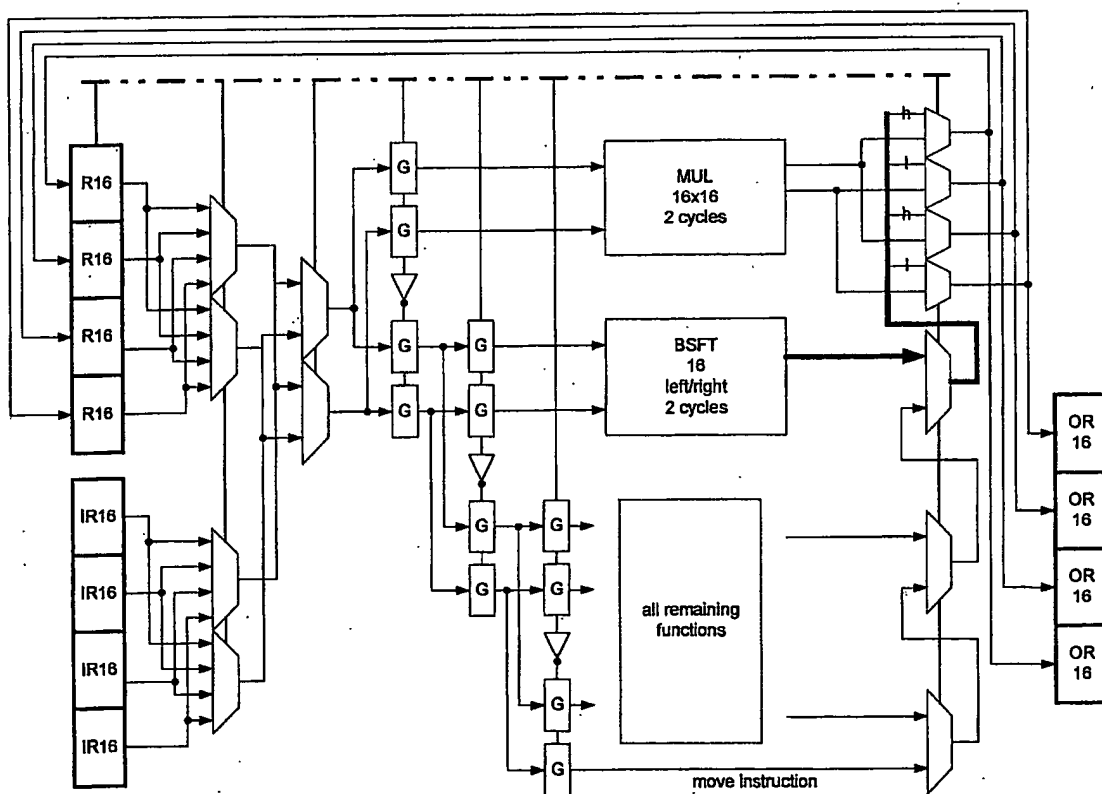 R16
R16
R16
R16
IR16
IR16
IR16
IR16
G
G
G
G
G
G
G
G
G
G
G
G
MUL
16x16
2 cycles
BSFT
16
left/right
2 cycles
all remaining
functions
move Instruction
h
l
h
l
OR
16
OR
16
OR
16
OR
16